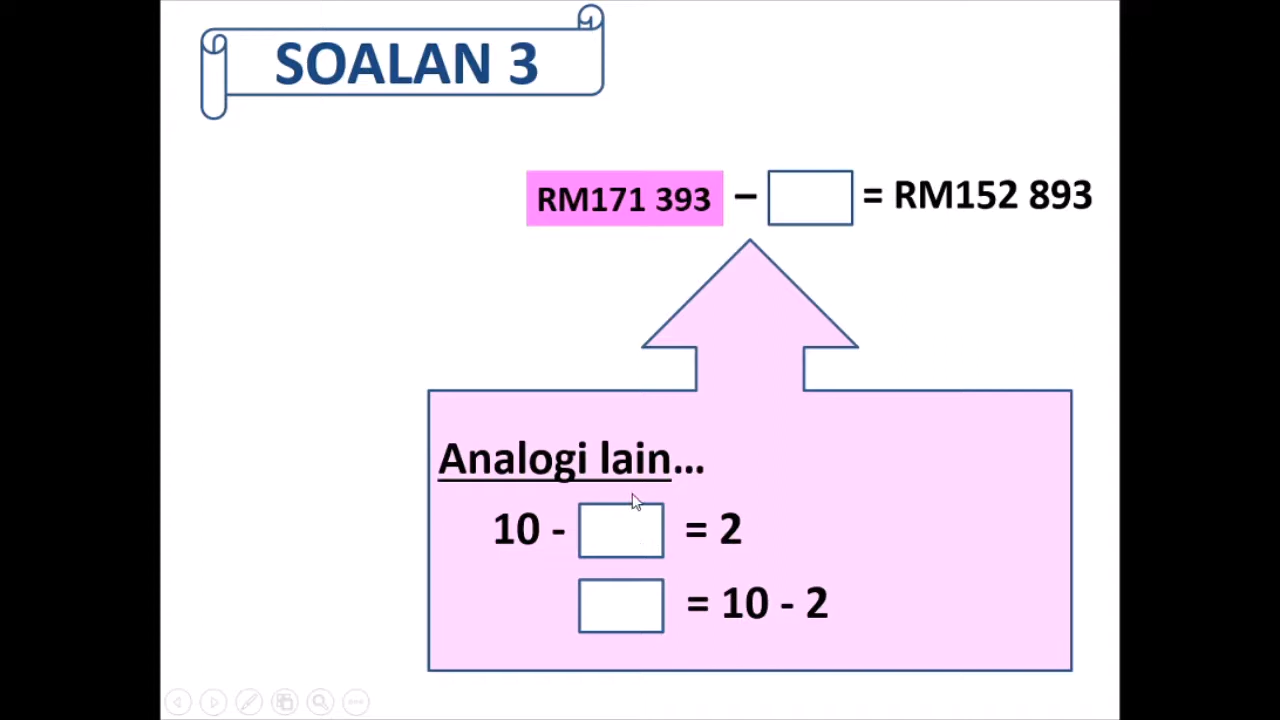 SOALAN 3
RM171 393 – = RM152 893
Analogi lain...
10 - = 2
= 10 - 2